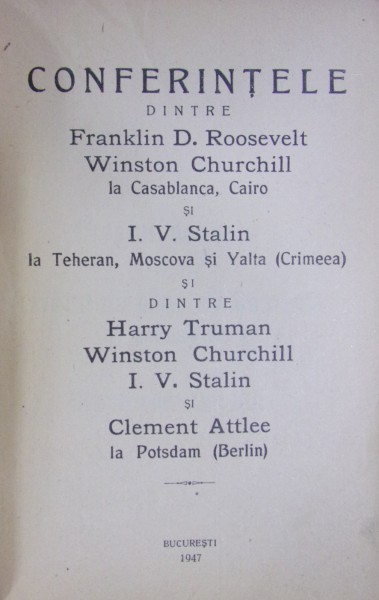 CONFERINȚELE
DINTRE
Franklin D. Roosevelt
Winston Churchill
la Casablanca, Cairo
ȘI
I. V. Stalin
la Teheran, Moscova și Yalta (Crimeea)
ȘI
DINTRE
Harry Truman
Winston Churchill
I. V. Stalin
ȘI
Clement Attlee
la Potsdam (Berlin)
BUCUREȘTI
1947